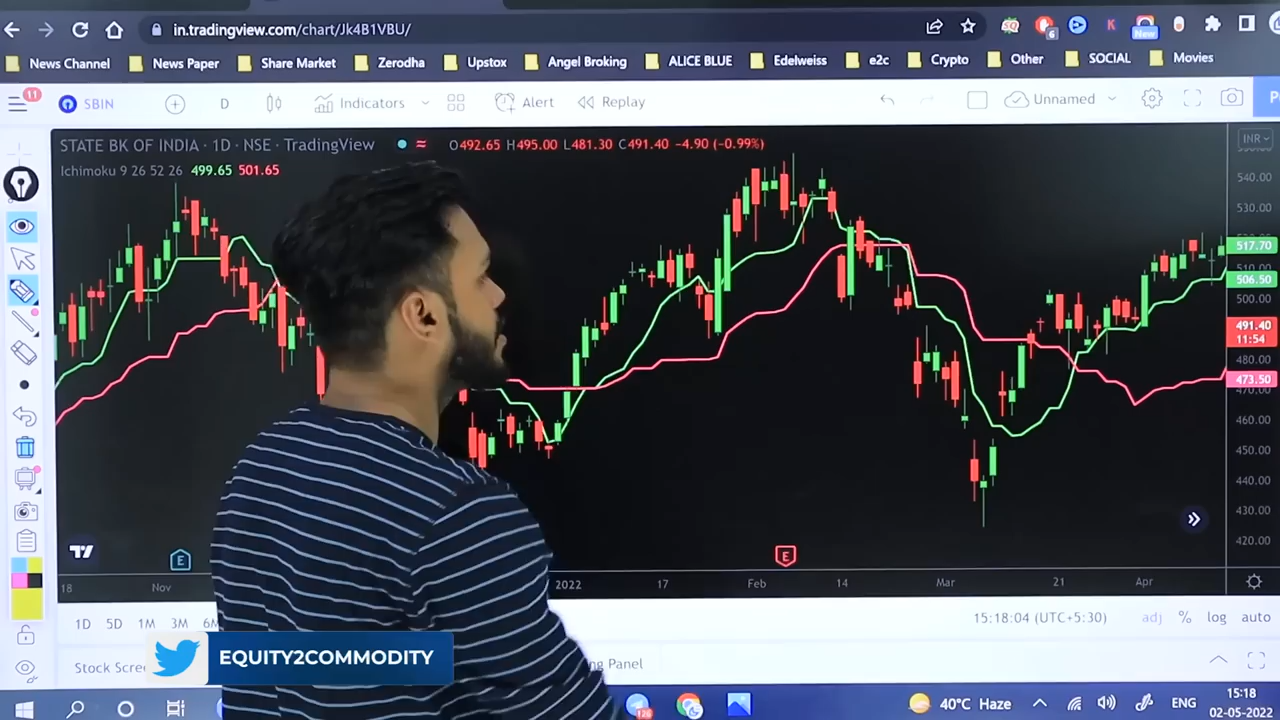 in.tradingview.com/chart/Jk4B1VBU/
SQ
6
K
New
News Channel
News Paper
Share Market
Zerodha
Upstox
Angel Broking
ALICE BLUE
Edelweiss
e2c
Crypto
Other
SOCIAL
Movies
11
SBIN
D
Indicators
Alert
Replay
Unnamed
STATE BK OF INDIA · 1D · NSE · TradingView
O492.65 H495.00 L481.30 C491.40 -4.90 (-0.99%)
INR
Ichimoku 9 26 52 26 499.65 501.65
540.00
530.00
517.70
510.00
506.50
500.00
491.40
11:54
480.00
473.50
470.00
460.00
450.00
440.00
430.00
420.00
E
E
18
Nov
2022
17
Feb
14
Mar
21
Apr
1D
5D
1M
3M
15:18:04 (UTC+5:30)
adj
%
log
auto
EQUITY2COMMODITY
Stock
Panel
126
40°C Haze
ENG
15:18
02-05-2022